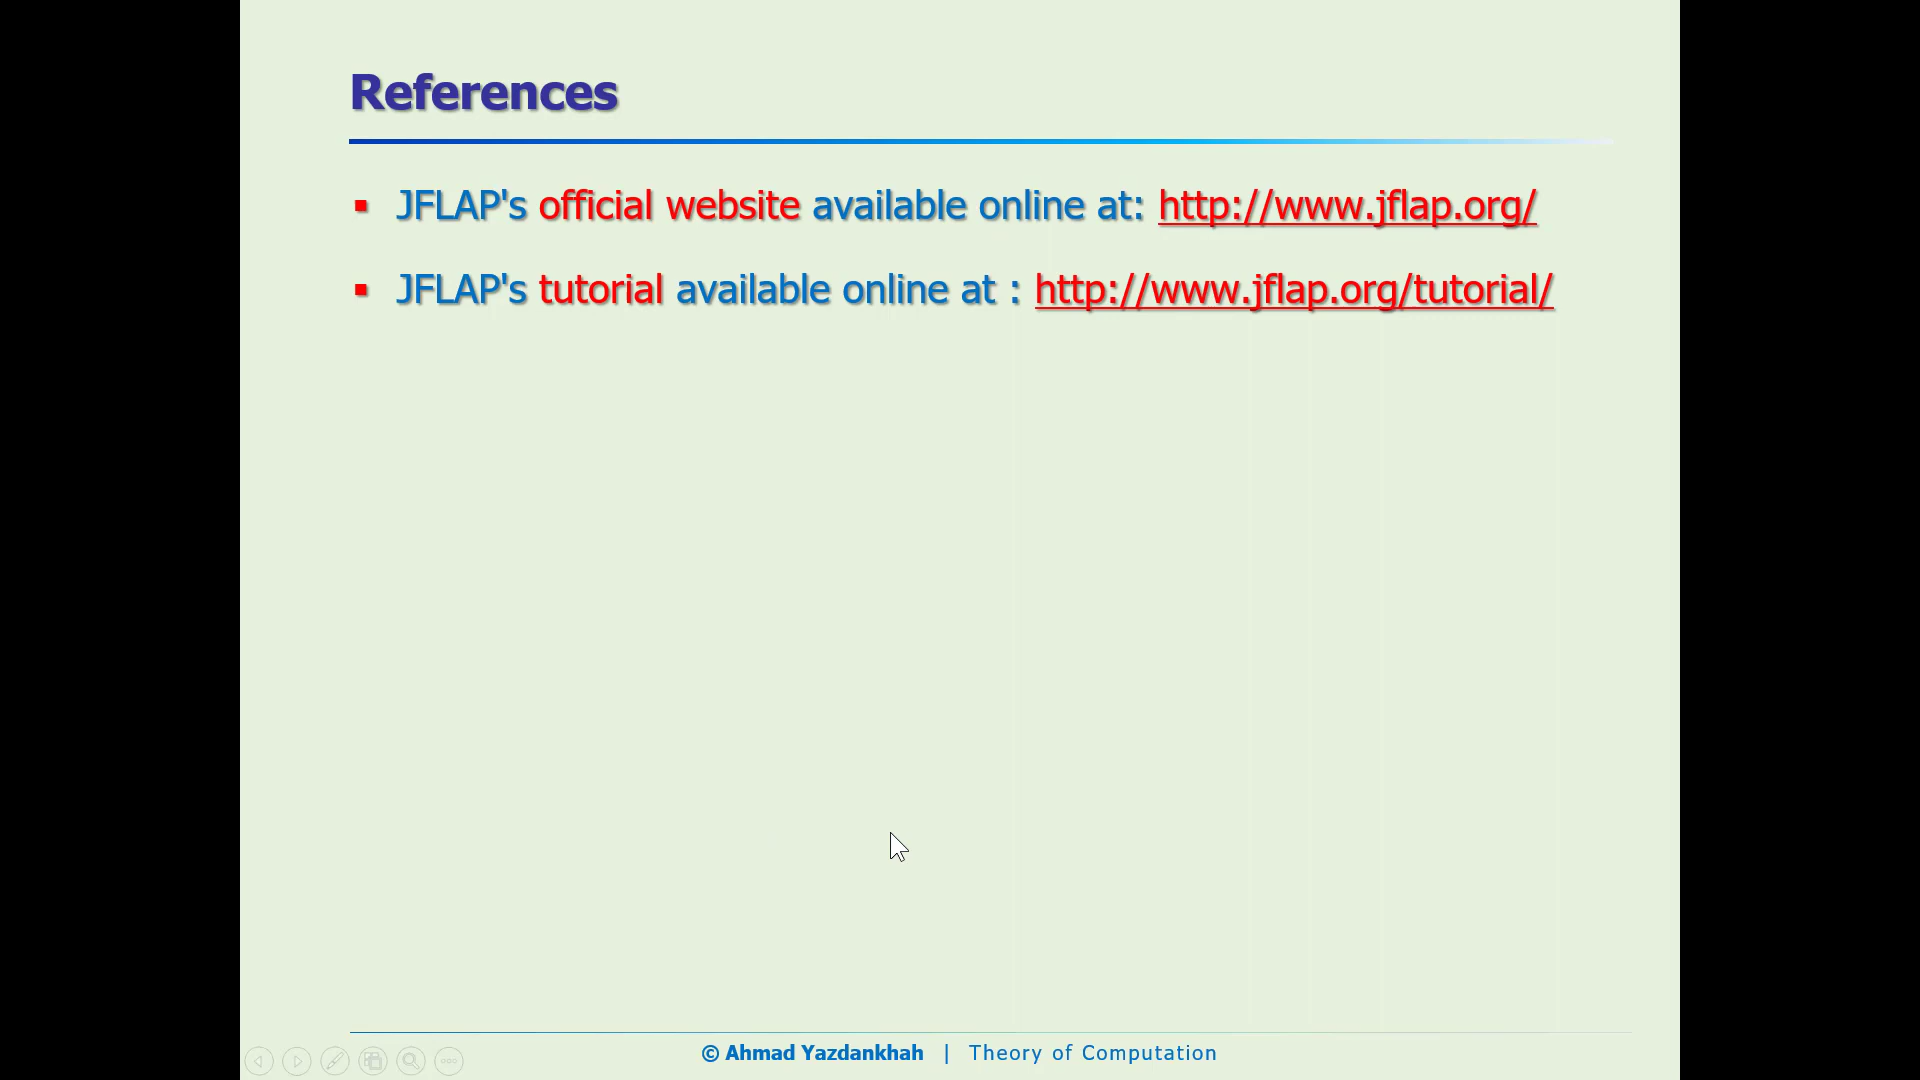 References
▪ JFLAP's official website available online at: http://www.jflap.org/
▪ JFLAP's tutorial available online at : http://www.jflap.org/tutorial/
© Ahmad Yazdankhah | Theory of Computation